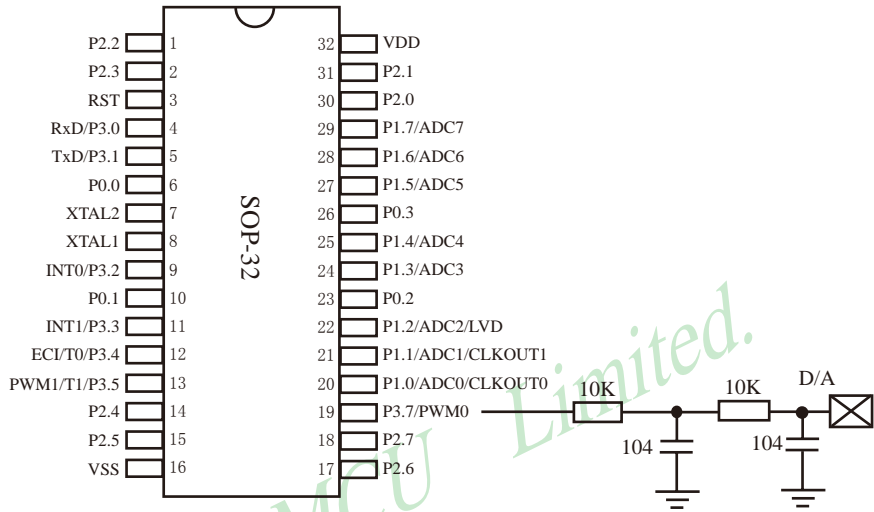 P2.2 1
P2.3 2
RST 3
RxD/P3.0 4
TxD/P3.1 5
P0.0 6
XTAL2 7
XTAL1 8
INT0/P3.2 9
P0.1 10
INT1/P3.3 11
ECI/T0/P3.4 12
PWM1/T1/P3.5 13
P2.4 14
P2.5 15
VSS 16
SOP-32
32 VDD
31 P2.1
30 P2.0
29 P1.7/ADC7
28 P1.6/ADC6
27 P1.5/ADC5
26 P0.3
25 P1.4/ADC4
24 P1.3/ADC3
23 P0.2
22 P1.2/ADC2/LVD
21 P1.1/ADC1/CLKOUT1
20 P1.0/ADC0/CLKOUT0
19 P3.7/PWM0
18 P2.7
17 P2.6
10K
10K
D/A
104
104
MCU Limited.